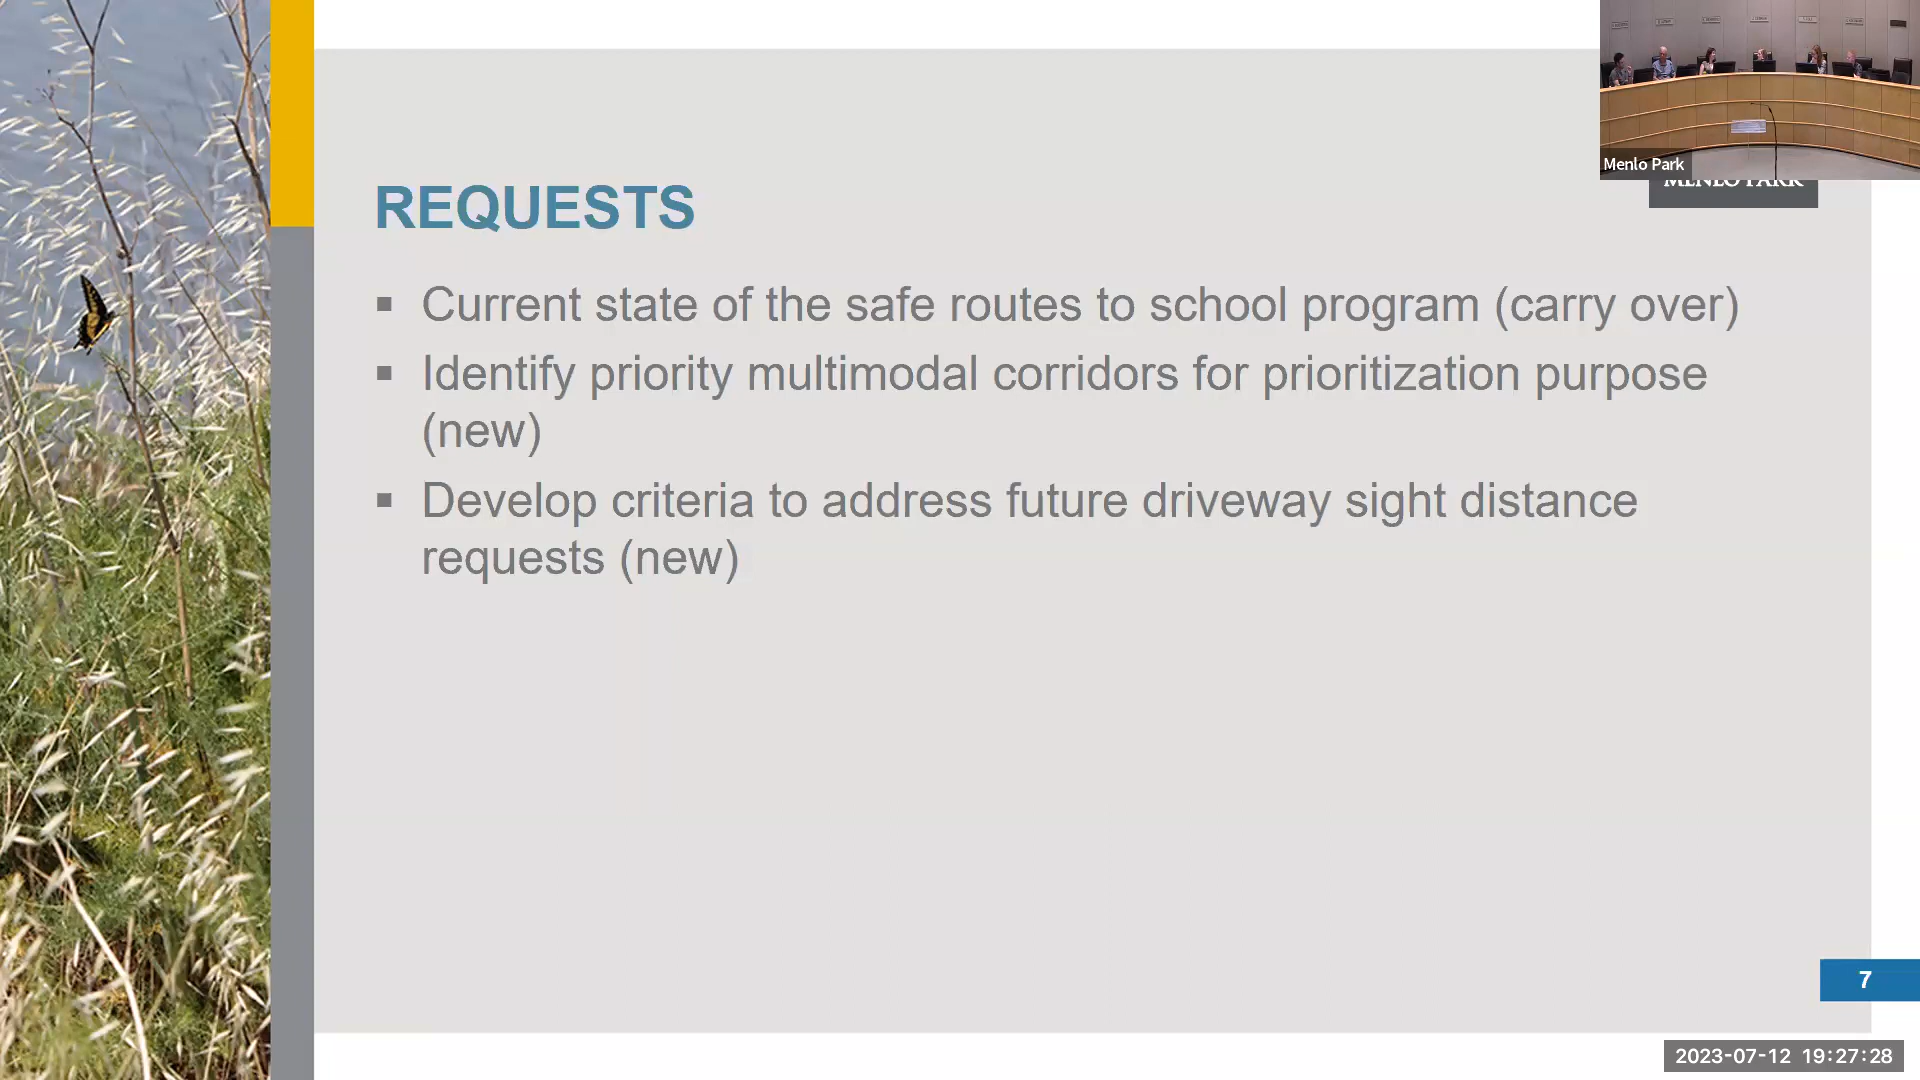 Menlo Park
MENLO PARK
REQUESTS
Current state of the safe routes to school program (carry over)
Identify priority multimodal corridors for prioritization purpose
(new)
Develop criteria to address future driveway sight distance
requests (new)
7
2023-07-12 19:27:28